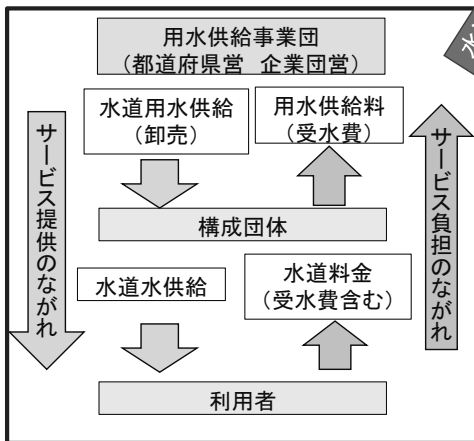 用水供給事業団
(都道府県営 企業団営)
水道用水供給
(卸売)
用水供給料
(受水費)
構成団体
水道水供給
水道料金
(受水費含む)
利用者
サービス提供のながれ
サービス負担のながれ
水